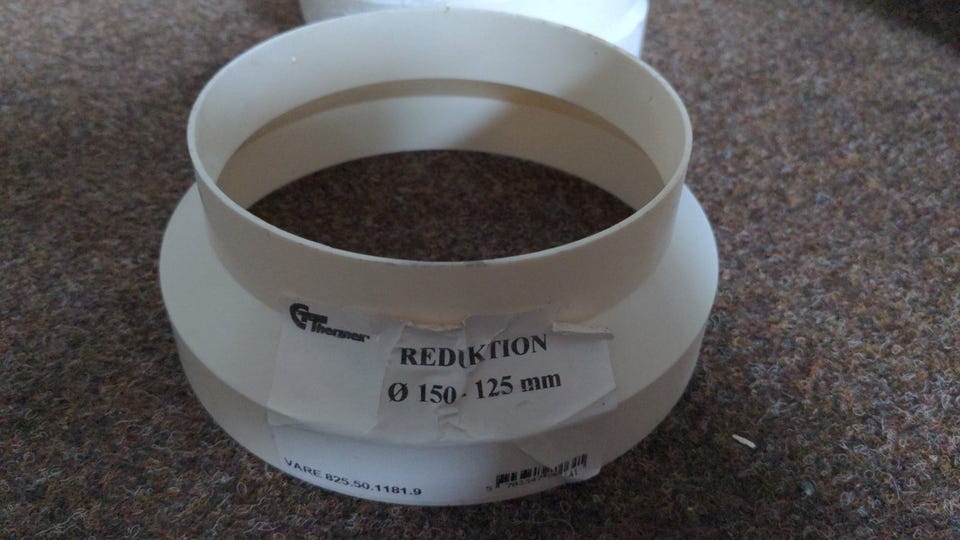 Thermex
REDUKTION
Ø 150 - 125 mm
VARE 825.50.1181.9